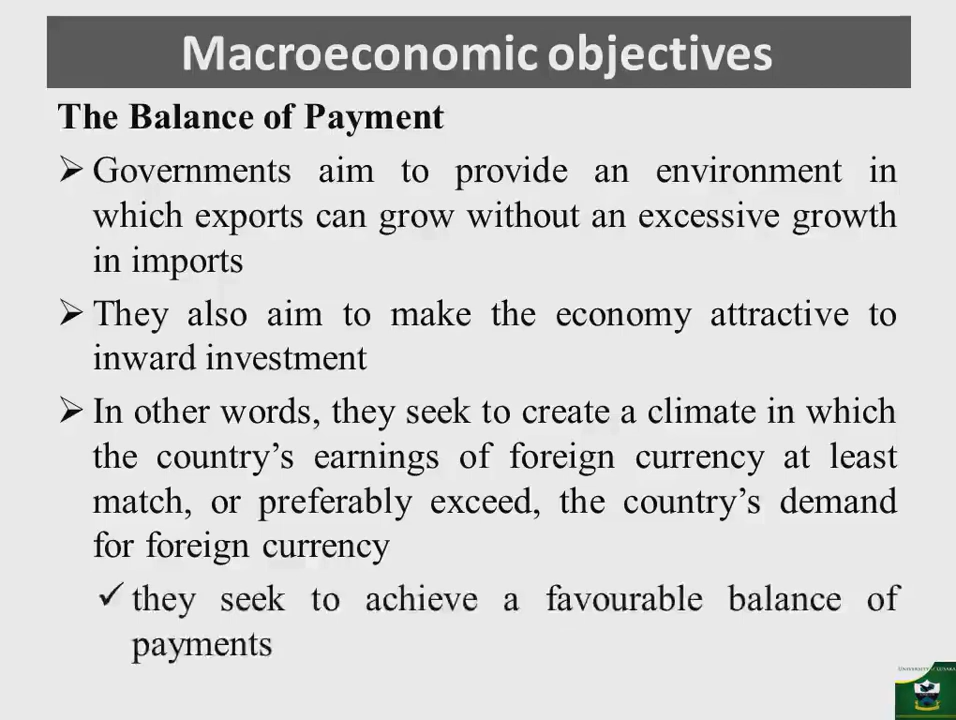 Macroeconomic objectives
The Balance of Payment
➢ Governments aim to provide an environment in
which exports can grow without an excessive growth
in imports
➢ They also aim to make the economy attractive to
inward investment
➢ In other words, they seek to create a climate in which
the country’s earnings of foreign currency at least
match, or preferably exceed, the country’s demand
for foreign currency
✓ they seek to achieve a favourable balance of
payments